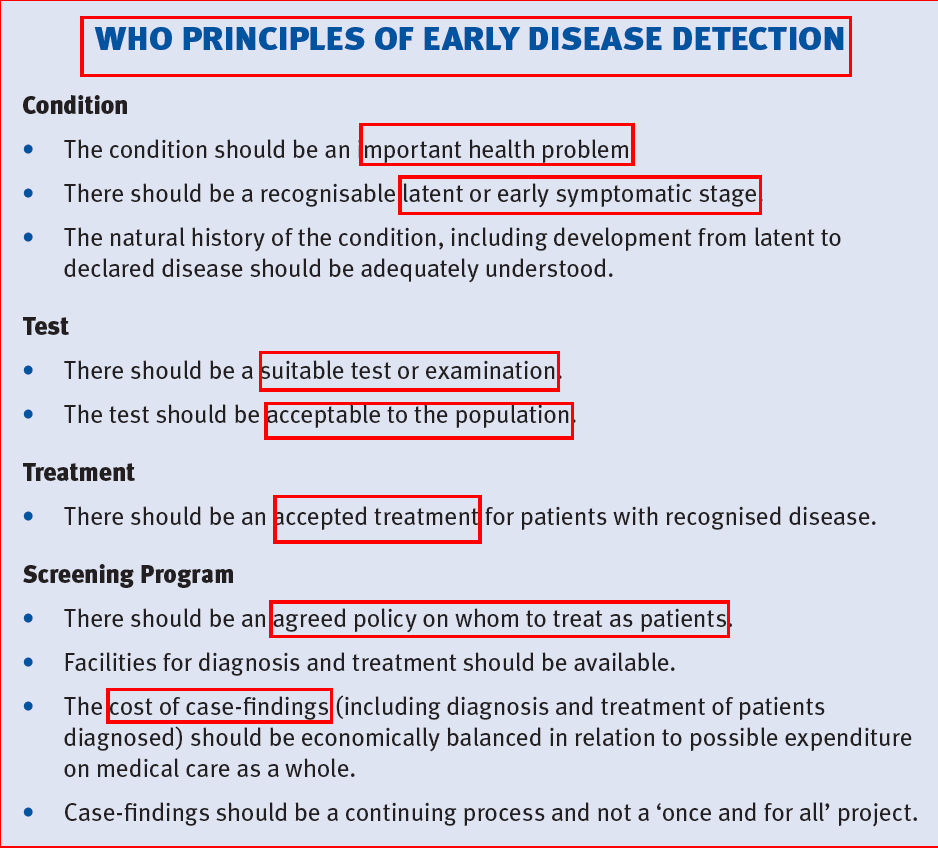 WHO PRINCIPLES OF EARLY DISEASE DETECTION
Condition
• The condition should be an important health problem.
• There should be a recognisable latent or early symptomatic stage.
• The natural history of the condition, including development from latent to
declared disease should be adequately understood.
Test
• There should be a suitable test or examination.
• The test should be acceptable to the population.
Treatment
• There should be an accepted treatment for patients with recognised disease.
Screening Program
• There should be an agreed policy on whom to treat as patients.
• Facilities for diagnosis and treatment should be available.
• The cost of case-findings (including diagnosis and treatment of patients
diagnosed) should be economically balanced in relation to possible expenditure
on medical care as a whole.
• Case-findings should be a continuing process and not a ‘once and for all’ project.